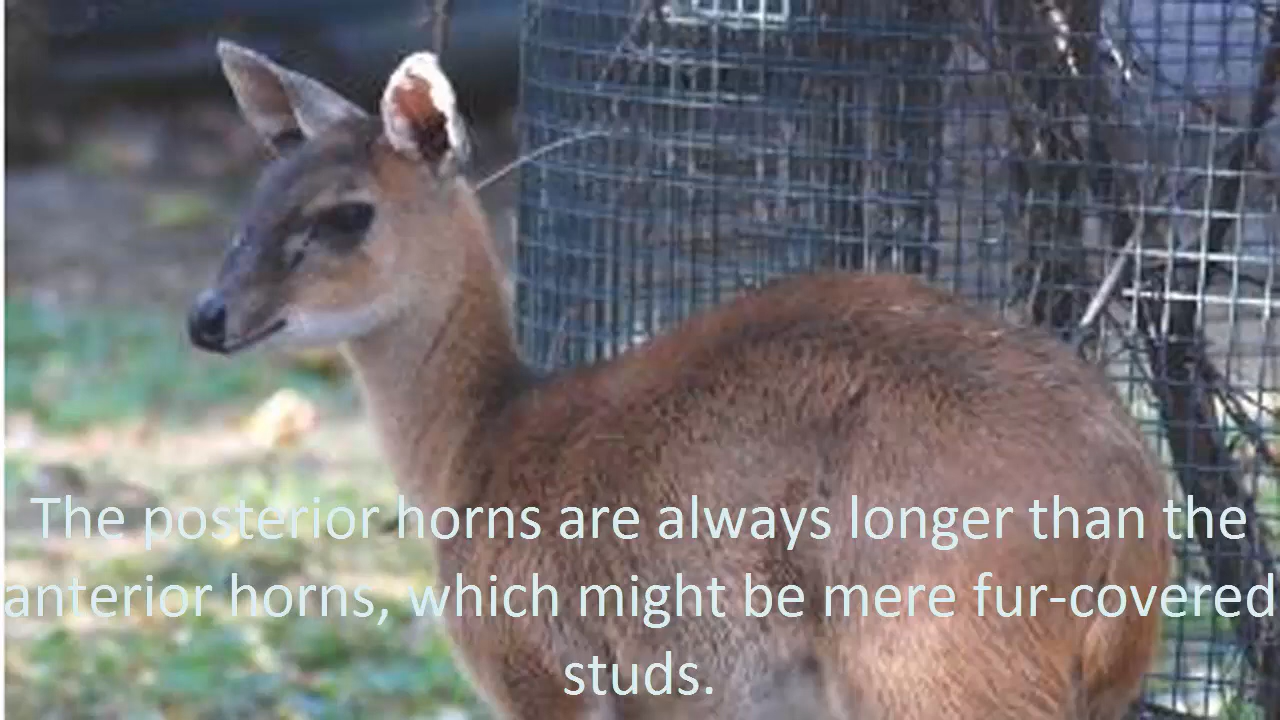 The posterior horns are always longer than the
anterior horns, which might be mere fur-covered
studs.